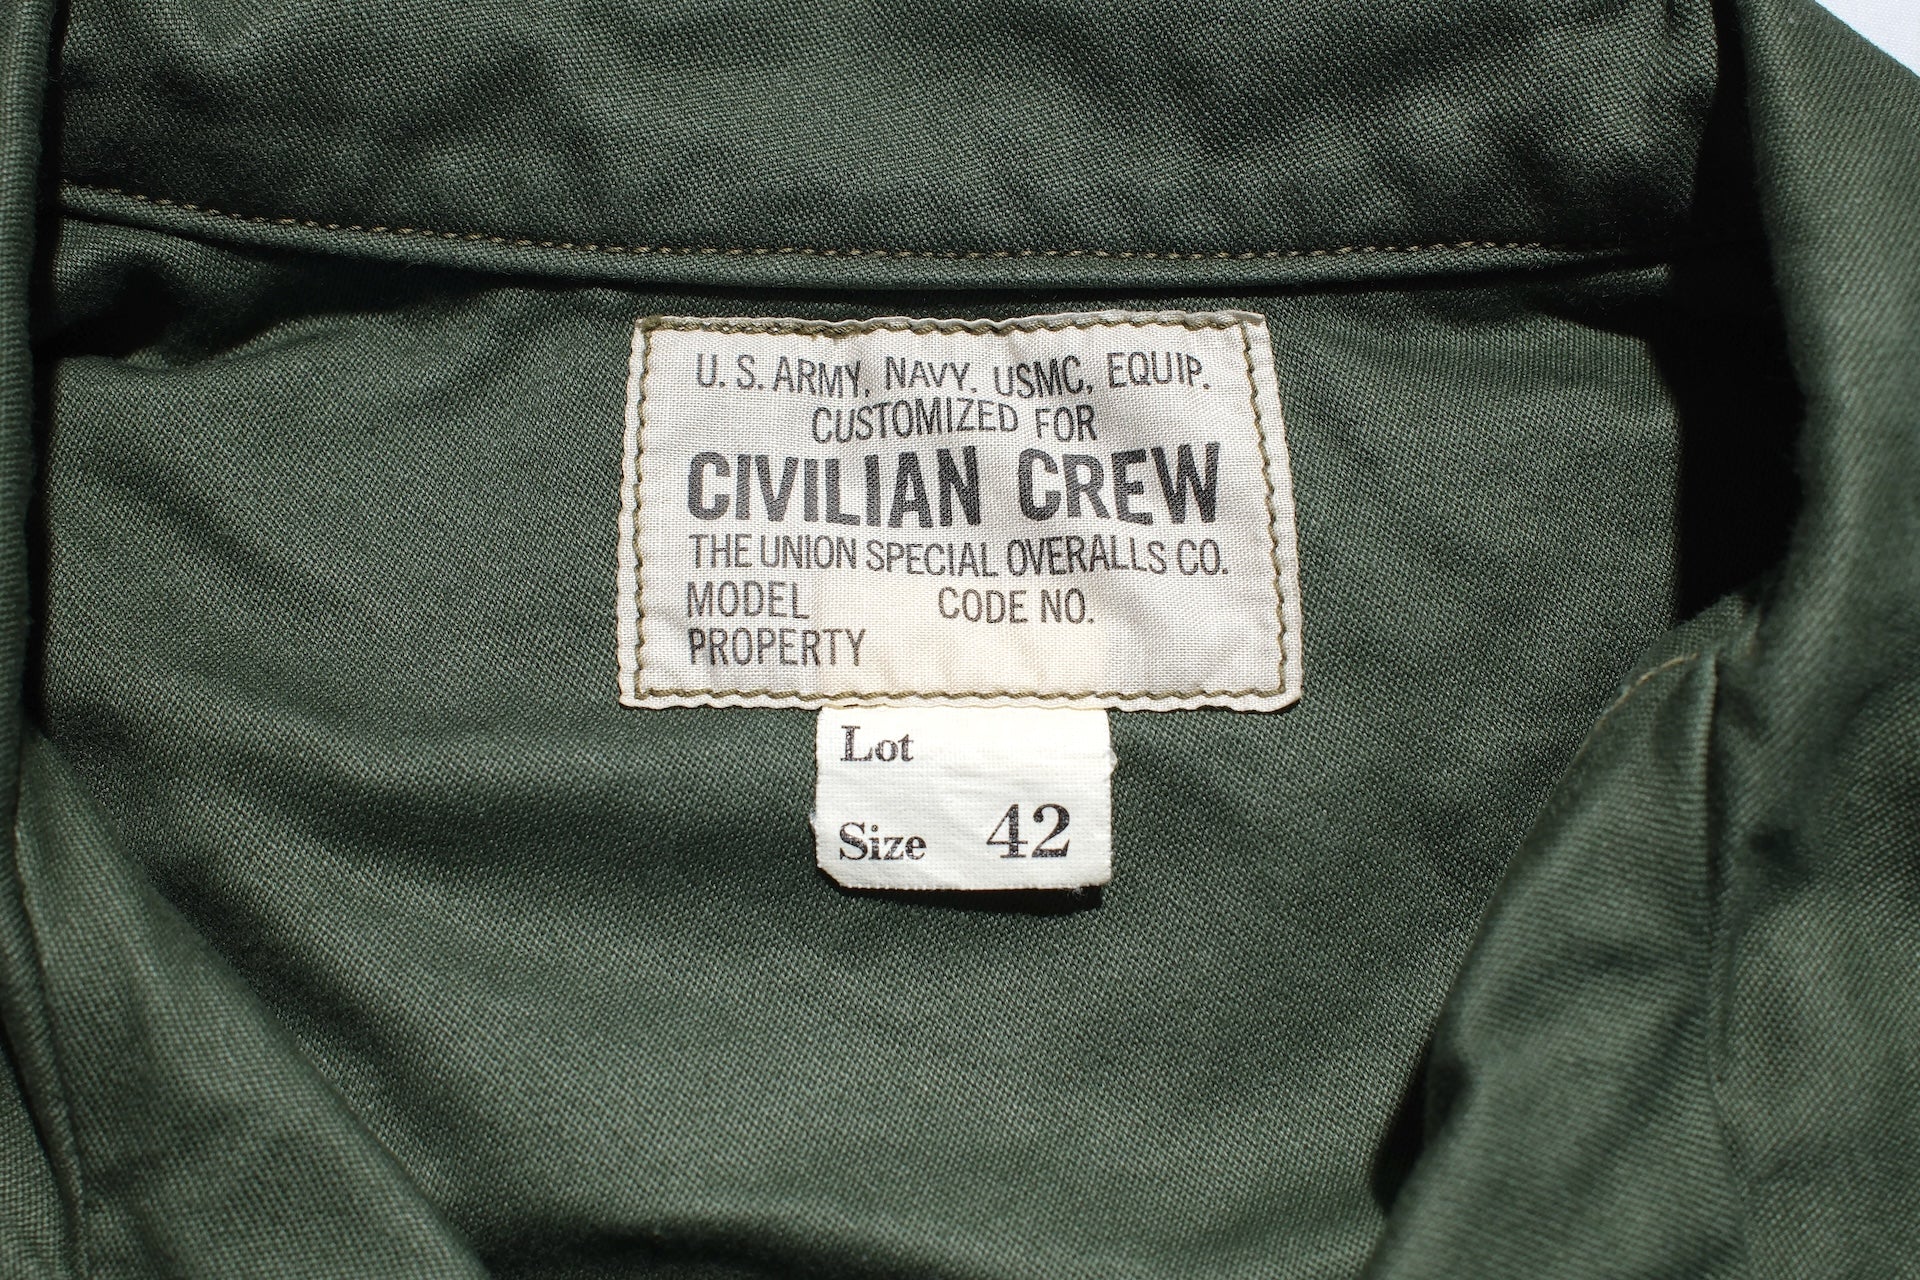 U. S. ARMY, NAVY. USMC, EQUIP.
CUSTOMIZED FOR
CIVILIAN CREW
THE UNION SPECIAL OVERALLS CO.
MODEL CODE NO.
PROPERTY
Lot
Size 42